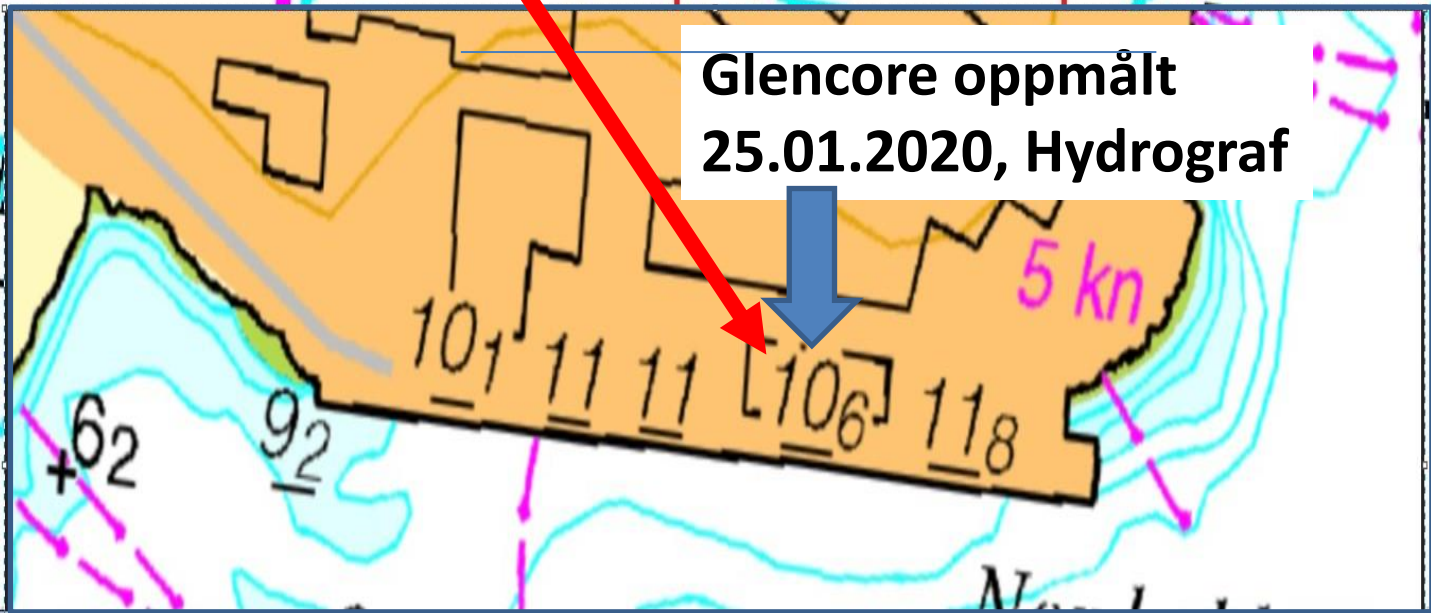 Glencore oppmålt
25.01.2020, Hydrograf
5 kn
10₁ 11 11 10₆ 11₈
6₂ 9₂